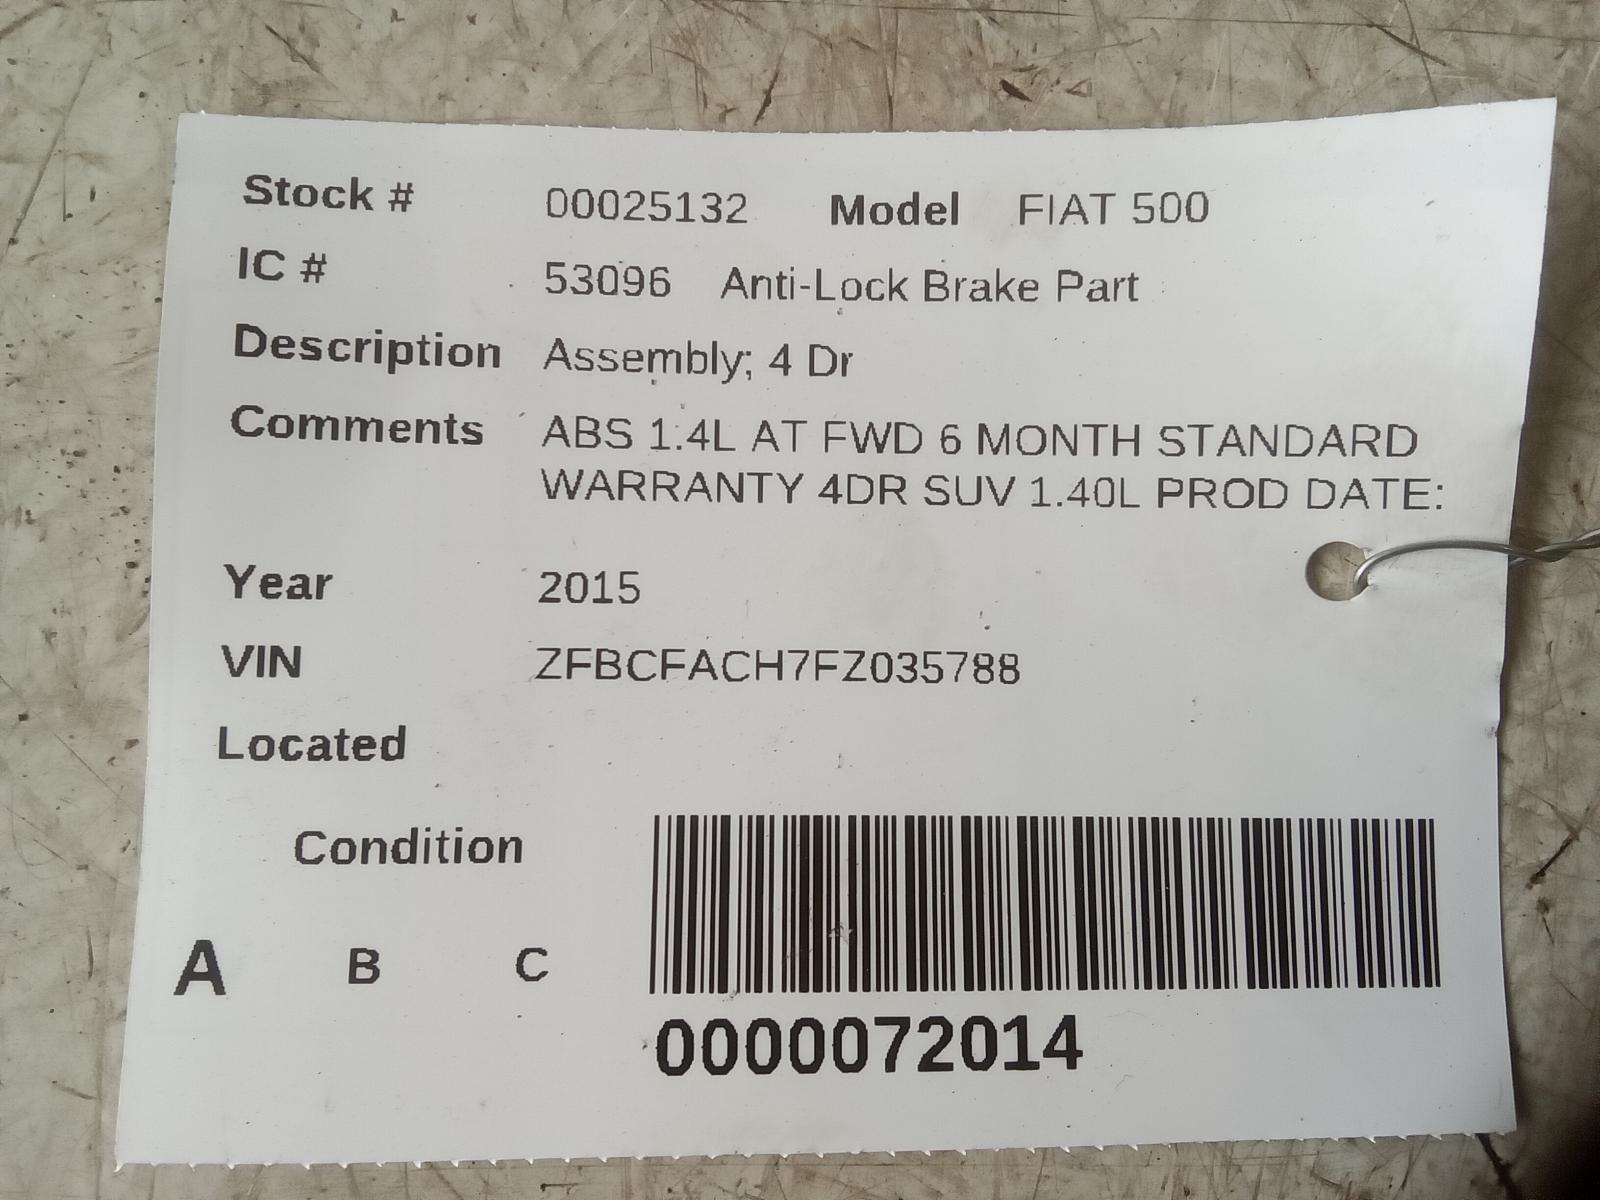 Stock # 00025132 Model FIAT 500
IC # 53096 Anti-Lock Brake Part
Description Assembly; 4 Dr
Comments ABS 1.4L AT FWD 6 MONTH STANDARD
WARRANTY 4DR SUV 1.40L PROD DATE:
Year 2015
VIN ZFBCFACH7FZ035788
Located
Condition
A B C
0000072014